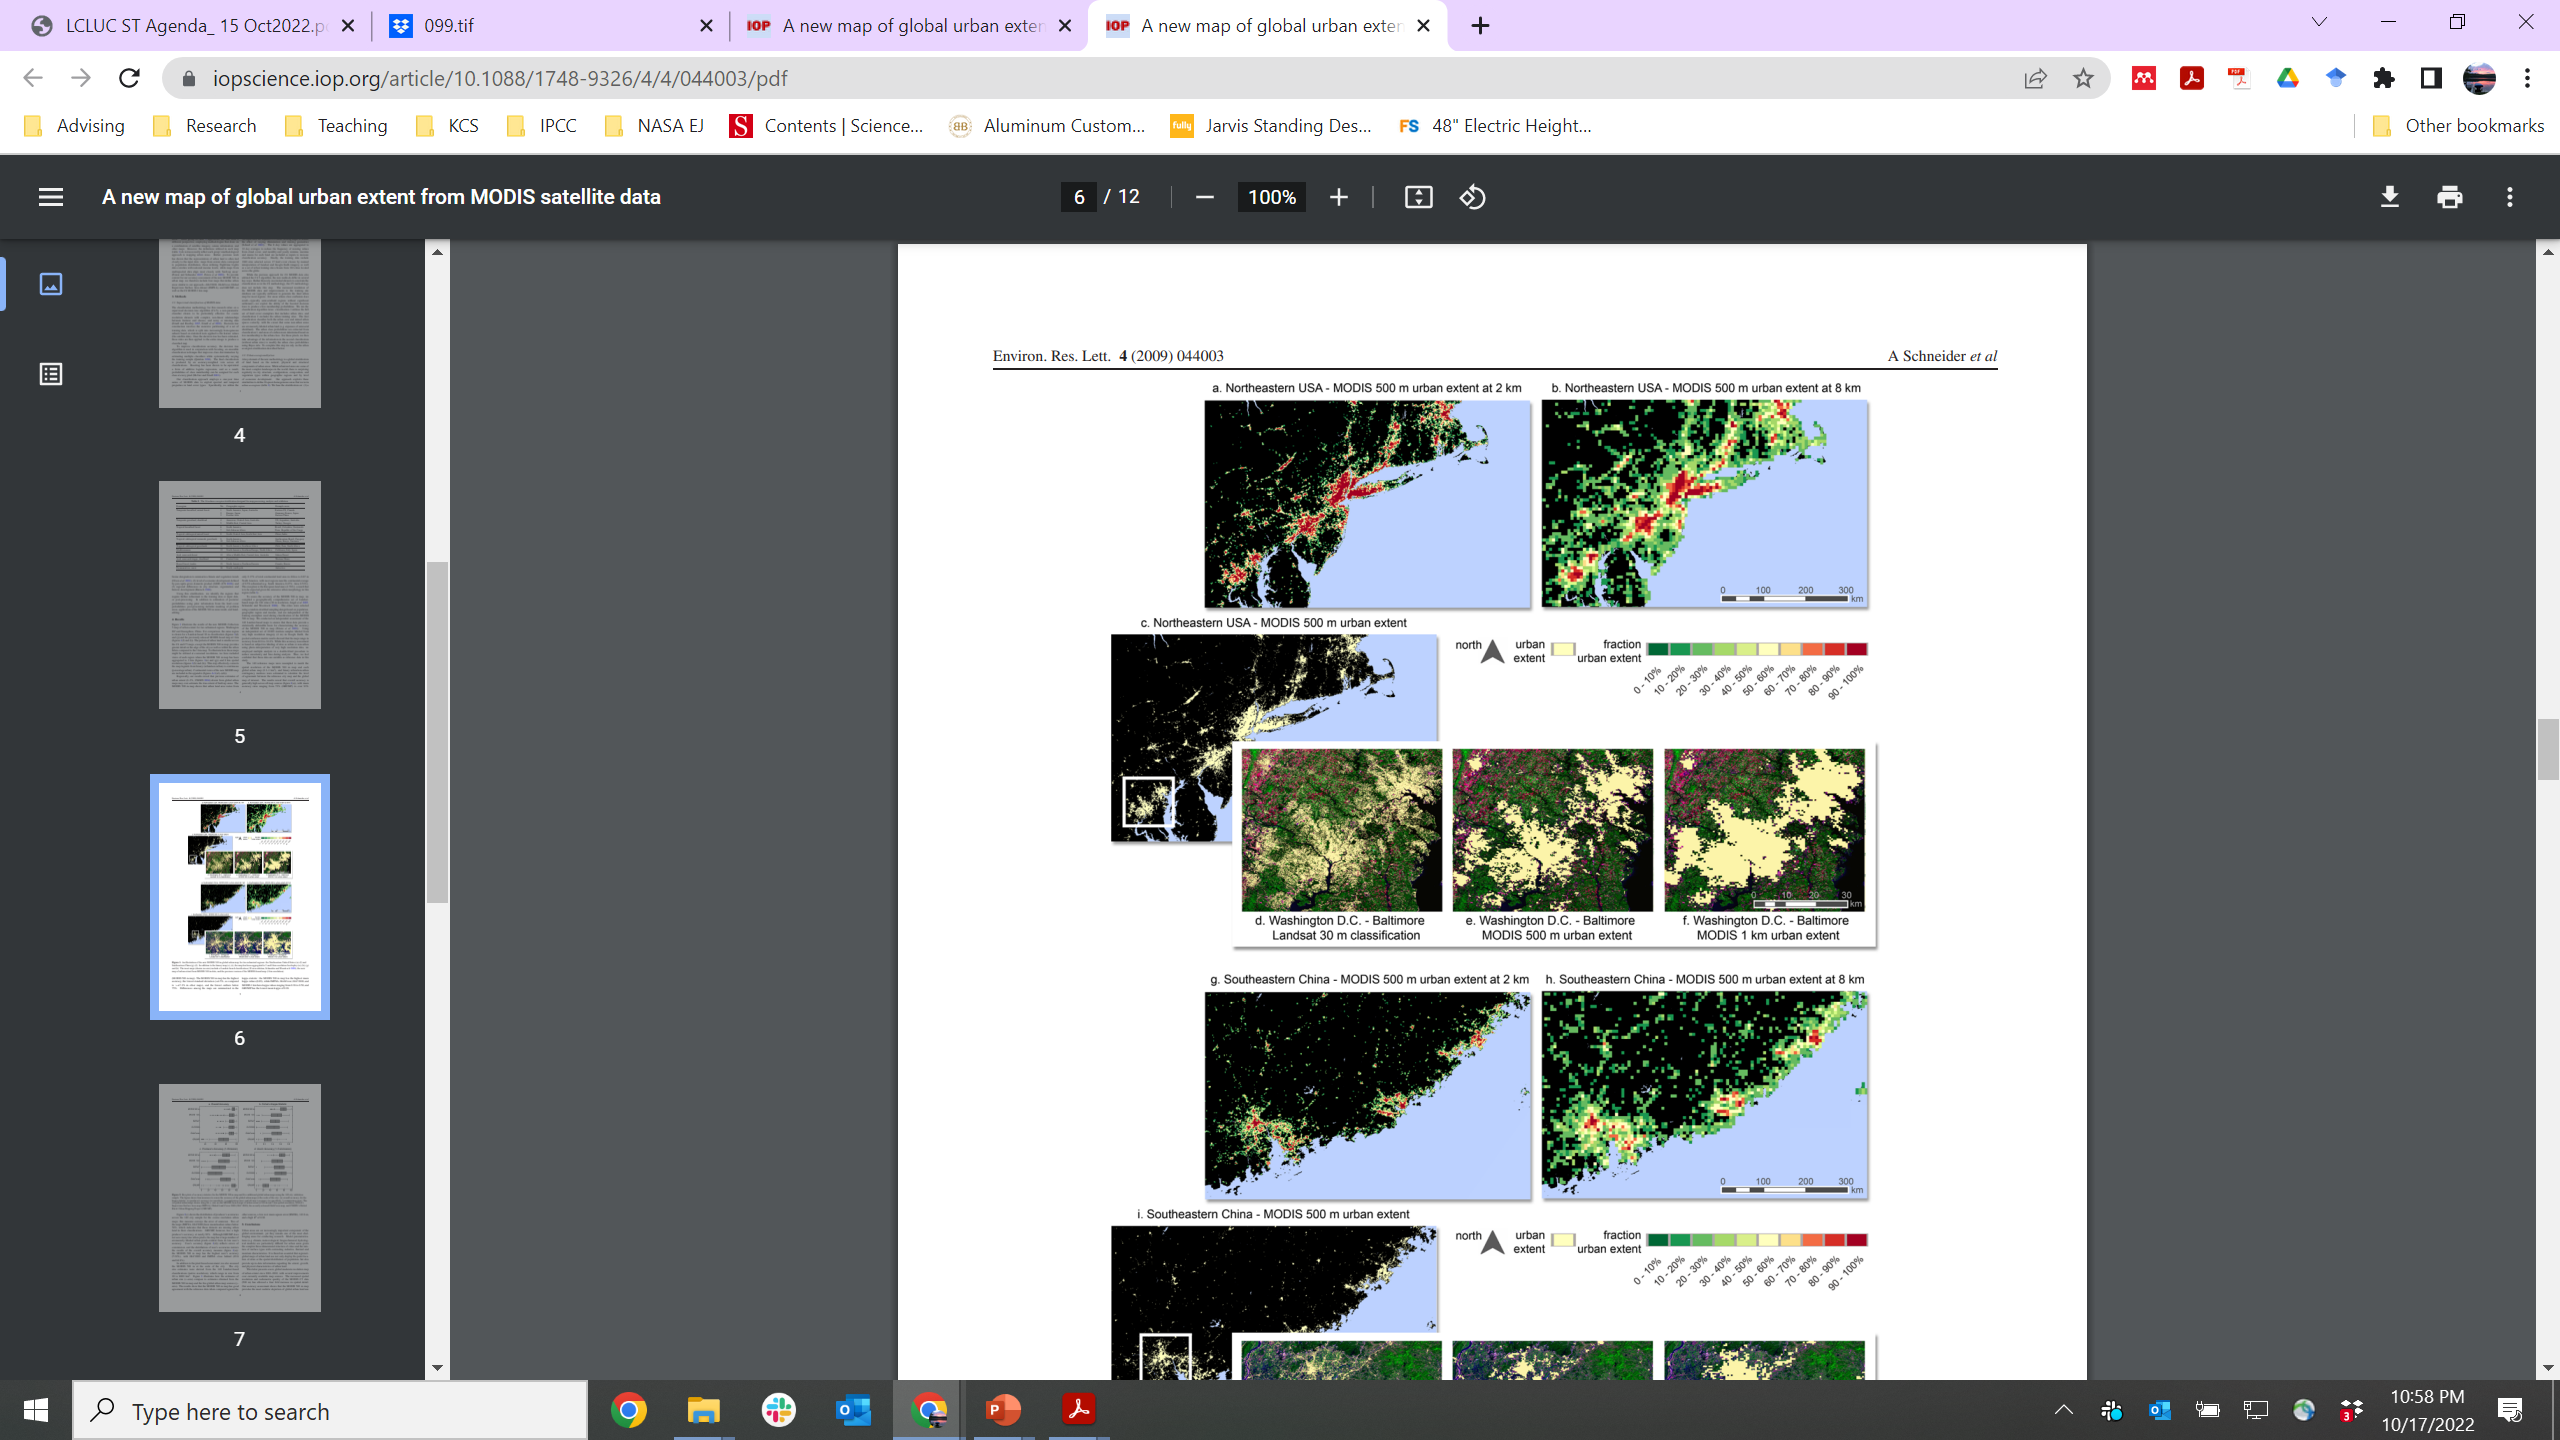 LCLUC ST Agenda_ 15 Oct2022.p
099.tif
A new map of global urban exten
A new map of global urban exten
iopscience.iop.org/article/10.1088/1748-9326/4/4/044003/pdf
Advising
Research
Teaching
KCS
IPCC
NASA EJ
Contents | Science...
Aluminum Custom...
Jarvis Standing Des...
48" Electric Height...
Other bookmarks
A new map of global urban extent from MODIS satellite data
6 / 12
100%
4
5
6
7
Environ. Res. Lett. 4 (2009) 044003
A Schneider et al
a. Northeastern USA - MODIS 500 m urban extent at 2 km
b. Northeastern USA - MODIS 500 m urban extent at 8 km
0 100 200 300
km
c. Northeastern USA - MODIS 500 m urban extent
north
urban
extent
fraction
urban extent
0 - 10%
10 - 20%
20 - 30%
30 - 40%
40 - 50%
50 - 60%
60 - 70%
70 - 80%
80 - 90%
90 - 100%
0 10 20 30
km
d. Washington D.C. - Baltimore
Landsat 30 m classification
e. Washington D.C. - Baltimore
MODIS 500 m urban extent
f. Washington D.C. - Baltimore
MODIS 1 km urban extent
g. Southeastern China - MODIS 500 m urban extent at 2 km
h. Southeastern China - MODIS 500 m urban extent at 8 km
0 100 200 300
km
i. Southeastern China - MODIS 500 m urban extent
north
urban
extent
fraction
urban extent
0 - 10%
10 - 20%
20 - 30%
30 - 40%
40 - 50%
50 - 60%
60 - 70%
70 - 80%
80 - 90%
90 - 100%
Type here to search
10:58 PM
10/17/2022